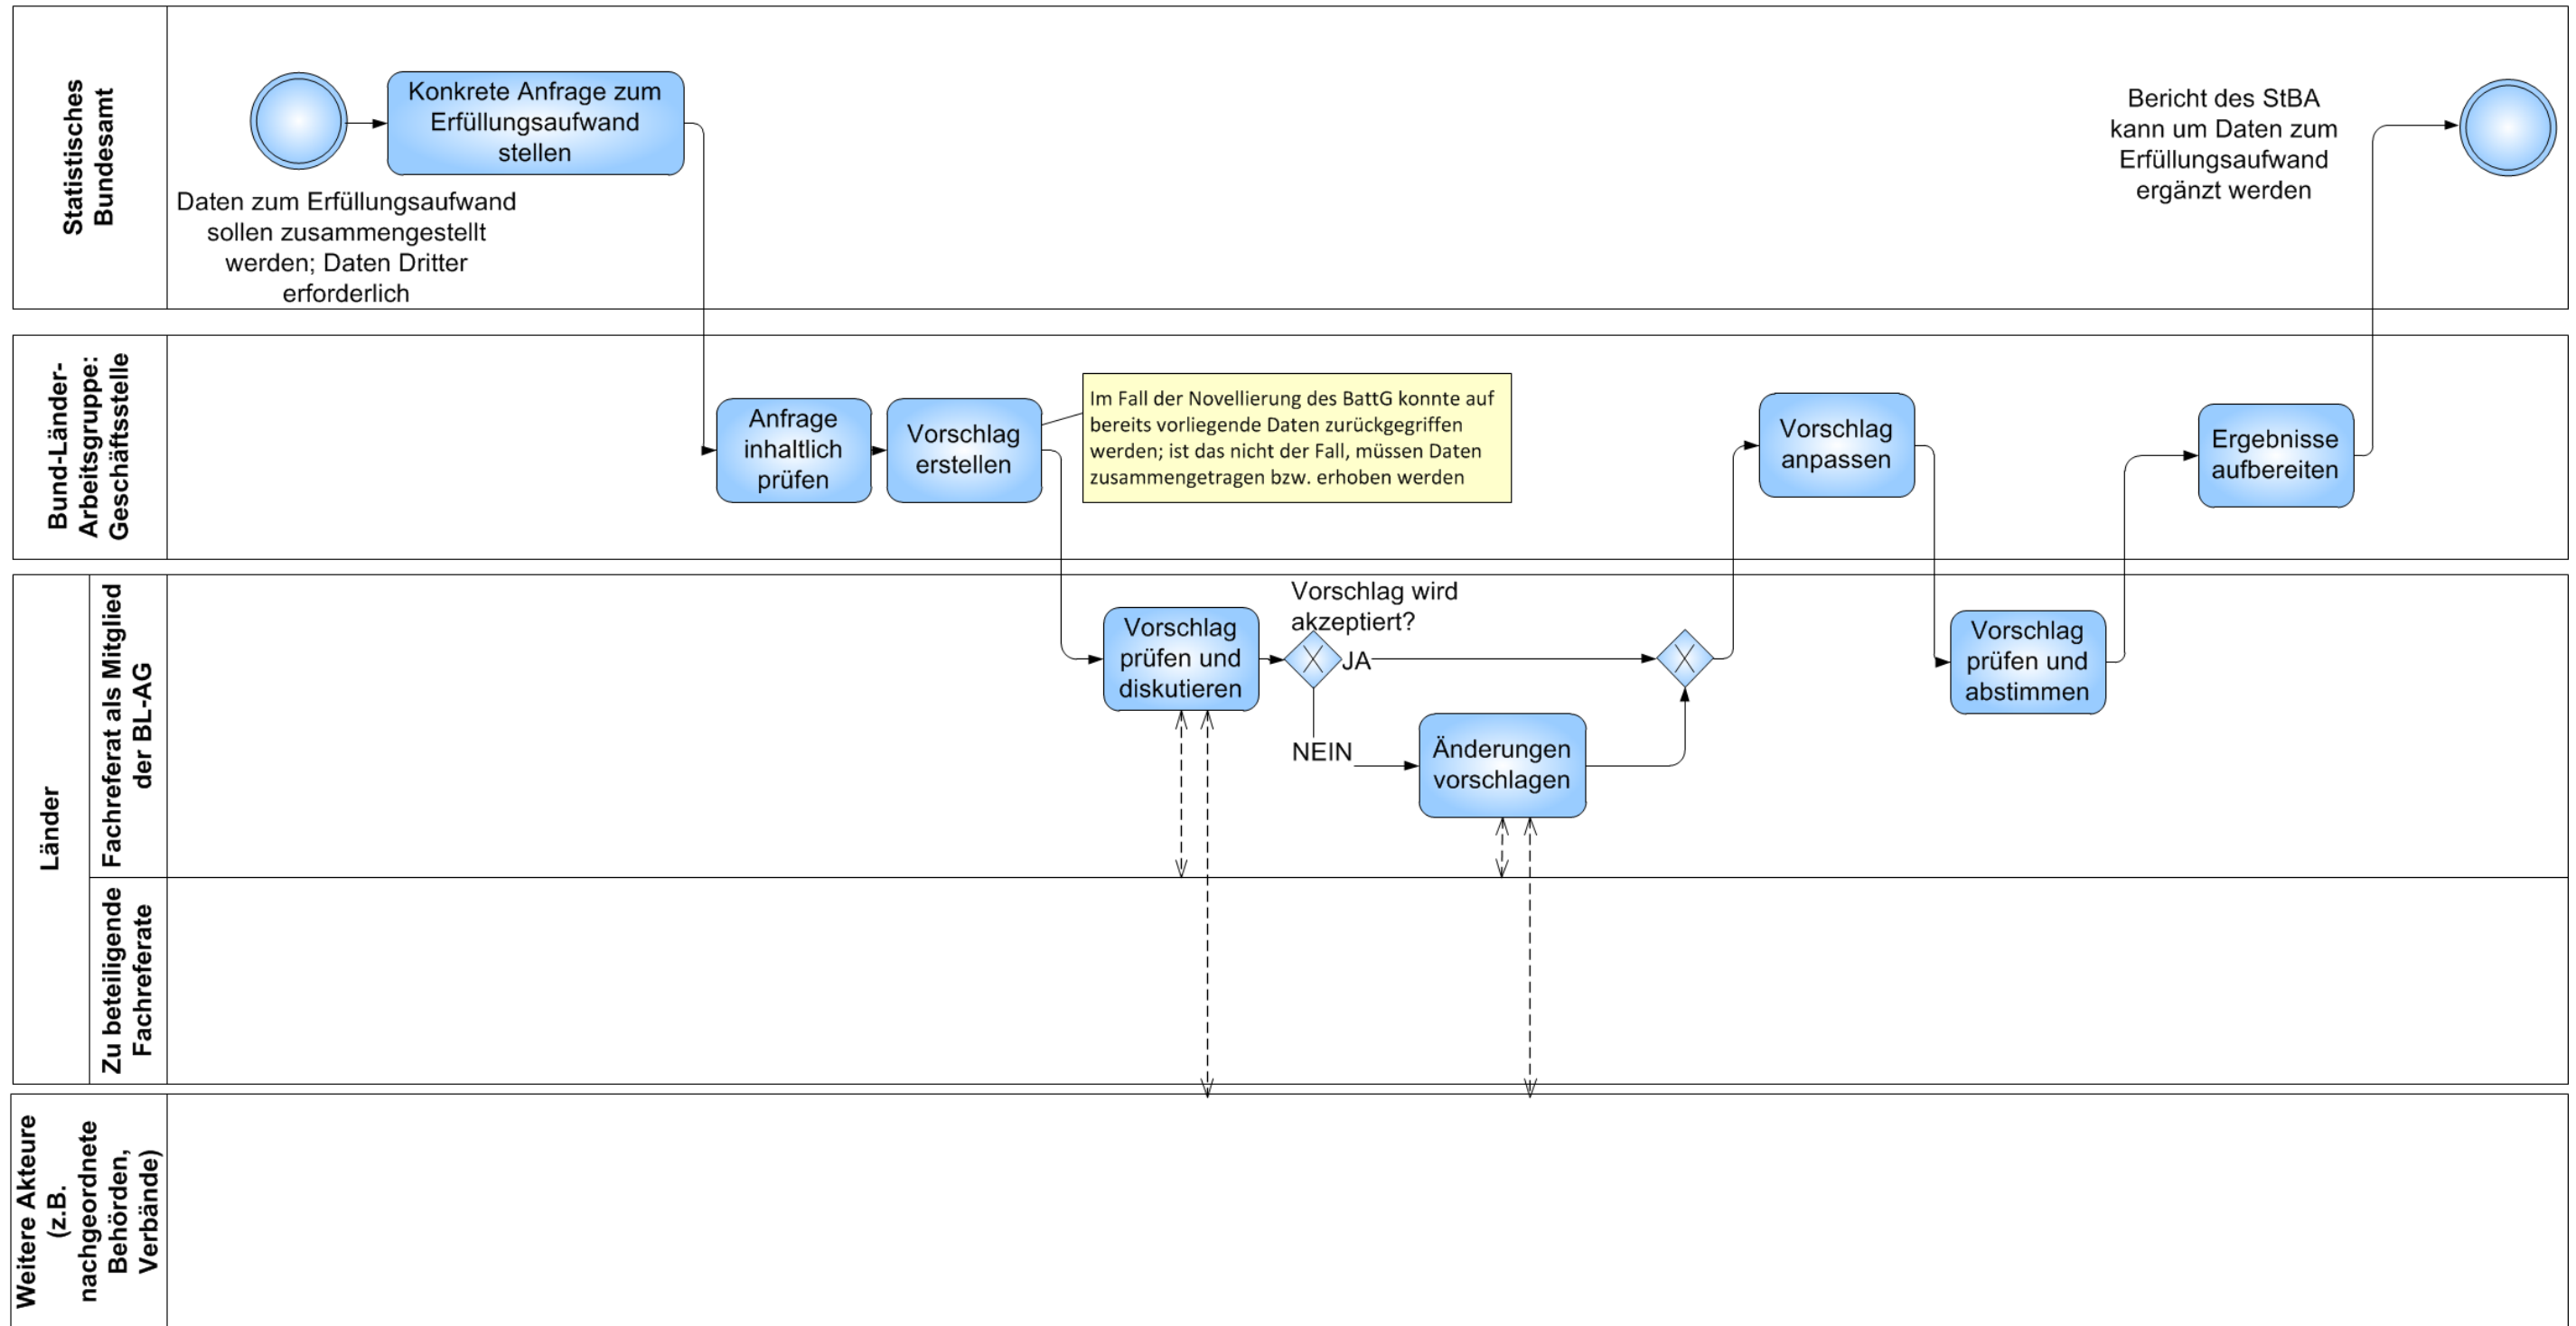 Statistisches
Bundesamt
Konkrete Anfrage zum
Erfüllungsaufwand
stellen
Daten zum Erfüllungsaufwand
sollen zusammengestellt
werden; Daten Dritter
erforderlich
Bericht des StBA
kann um Daten zum
Erfüllungsaufwand
ergänzt werden
Bund-Länder-
Arbeitsgruppe:
Geschäftsstelle
Anfrage
inhaltlich
prüfen
Vorschlag
erstellen
Im Fall der Novellierung des BattG konnte auf
bereits vorliegende Daten zurückgegriffen
werden; ist das nicht der Fall, müssen Daten
zusammengetragen bzw. erhoben werden
Vorschlag
anpassen
Ergebnisse
aufbereiten
Länder
Fachreferat als Mitglied
der BL-AG
Vorschlag
prüfen und
diskutieren
Vorschlag wird
akzeptiert?
JA
NEIN
Änderungen
vorschlagen
Vorschlag
prüfen und
abstimmen
Zu beteiligende
Fachreferate
Weitere Akteure
(z.B.
nachgeordnete
Behörden,
Verbände)